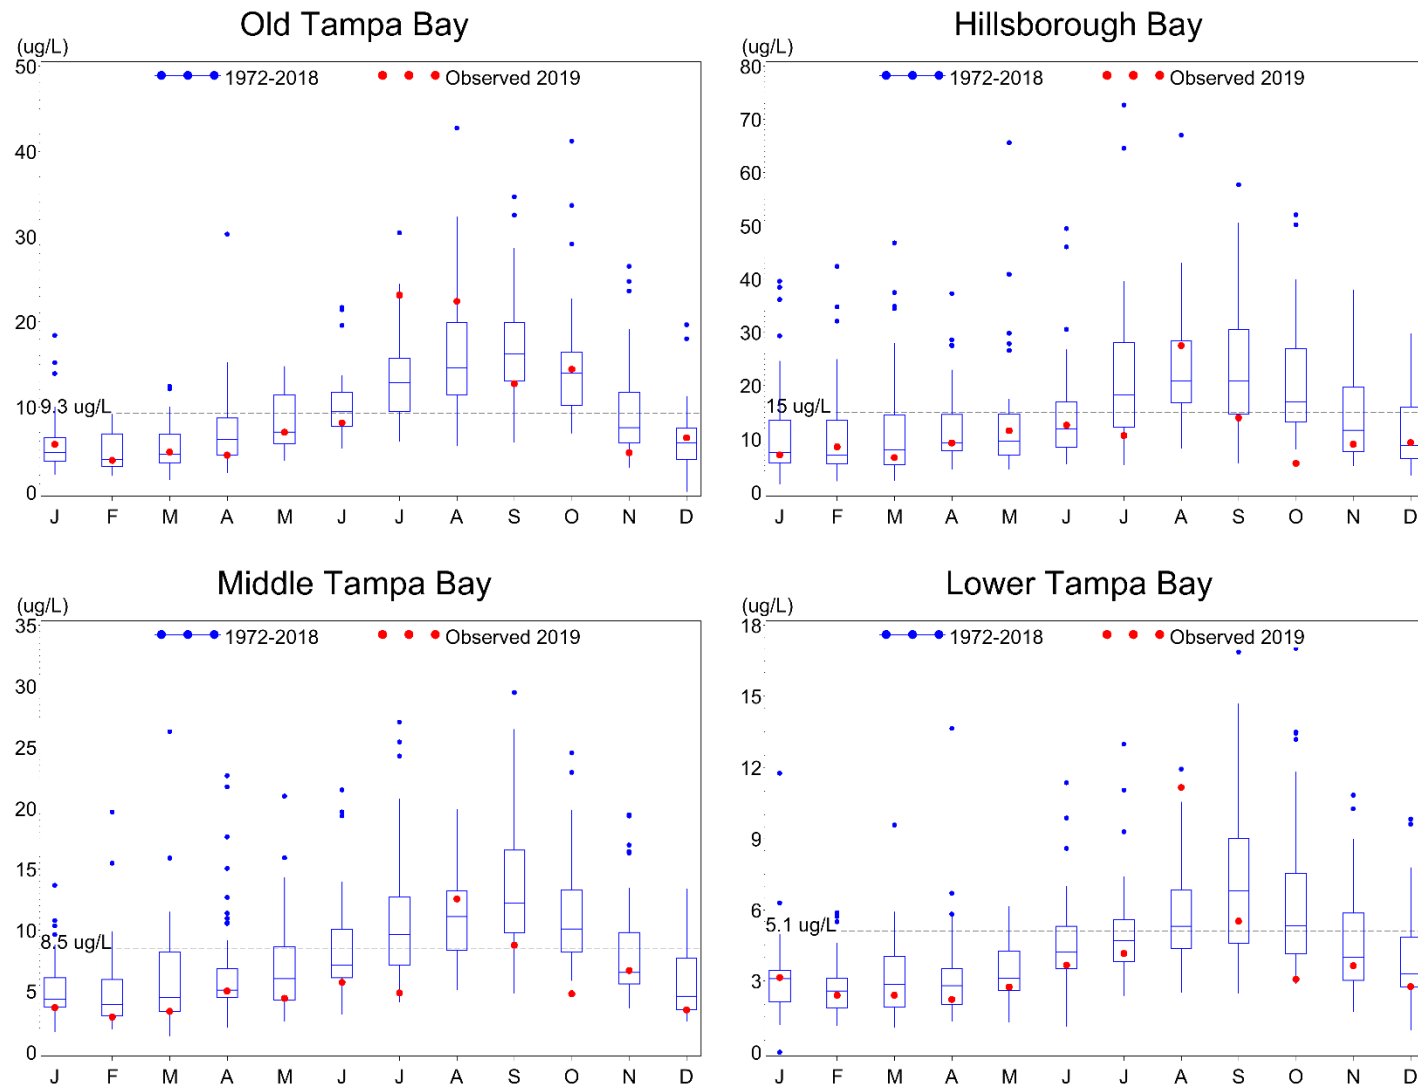 Old Tampa Bay
(ug/L)
1972-2018 Observed 2019
50
40
30
20
10
0
9.3 ug/L
J F M A M J J A S O N D
Hillsborough Bay
(ug/L)
1972-2018 Observed 2019
80
70
60
50
40
30
20
10
0
15 ug/L
J F M A M J J A S O N D
Middle Tampa Bay
(ug/L)
1972-2018 Observed 2019
35
30
25
20
15
10
5
0
8.5 ug/L
J F M A M J J A S O N D
Lower Tampa Bay
(ug/L)
1972-2018 Observed 2019
18
15
12
9
6
3
0
5.1 ug/L
J F M A M J J A S O N D